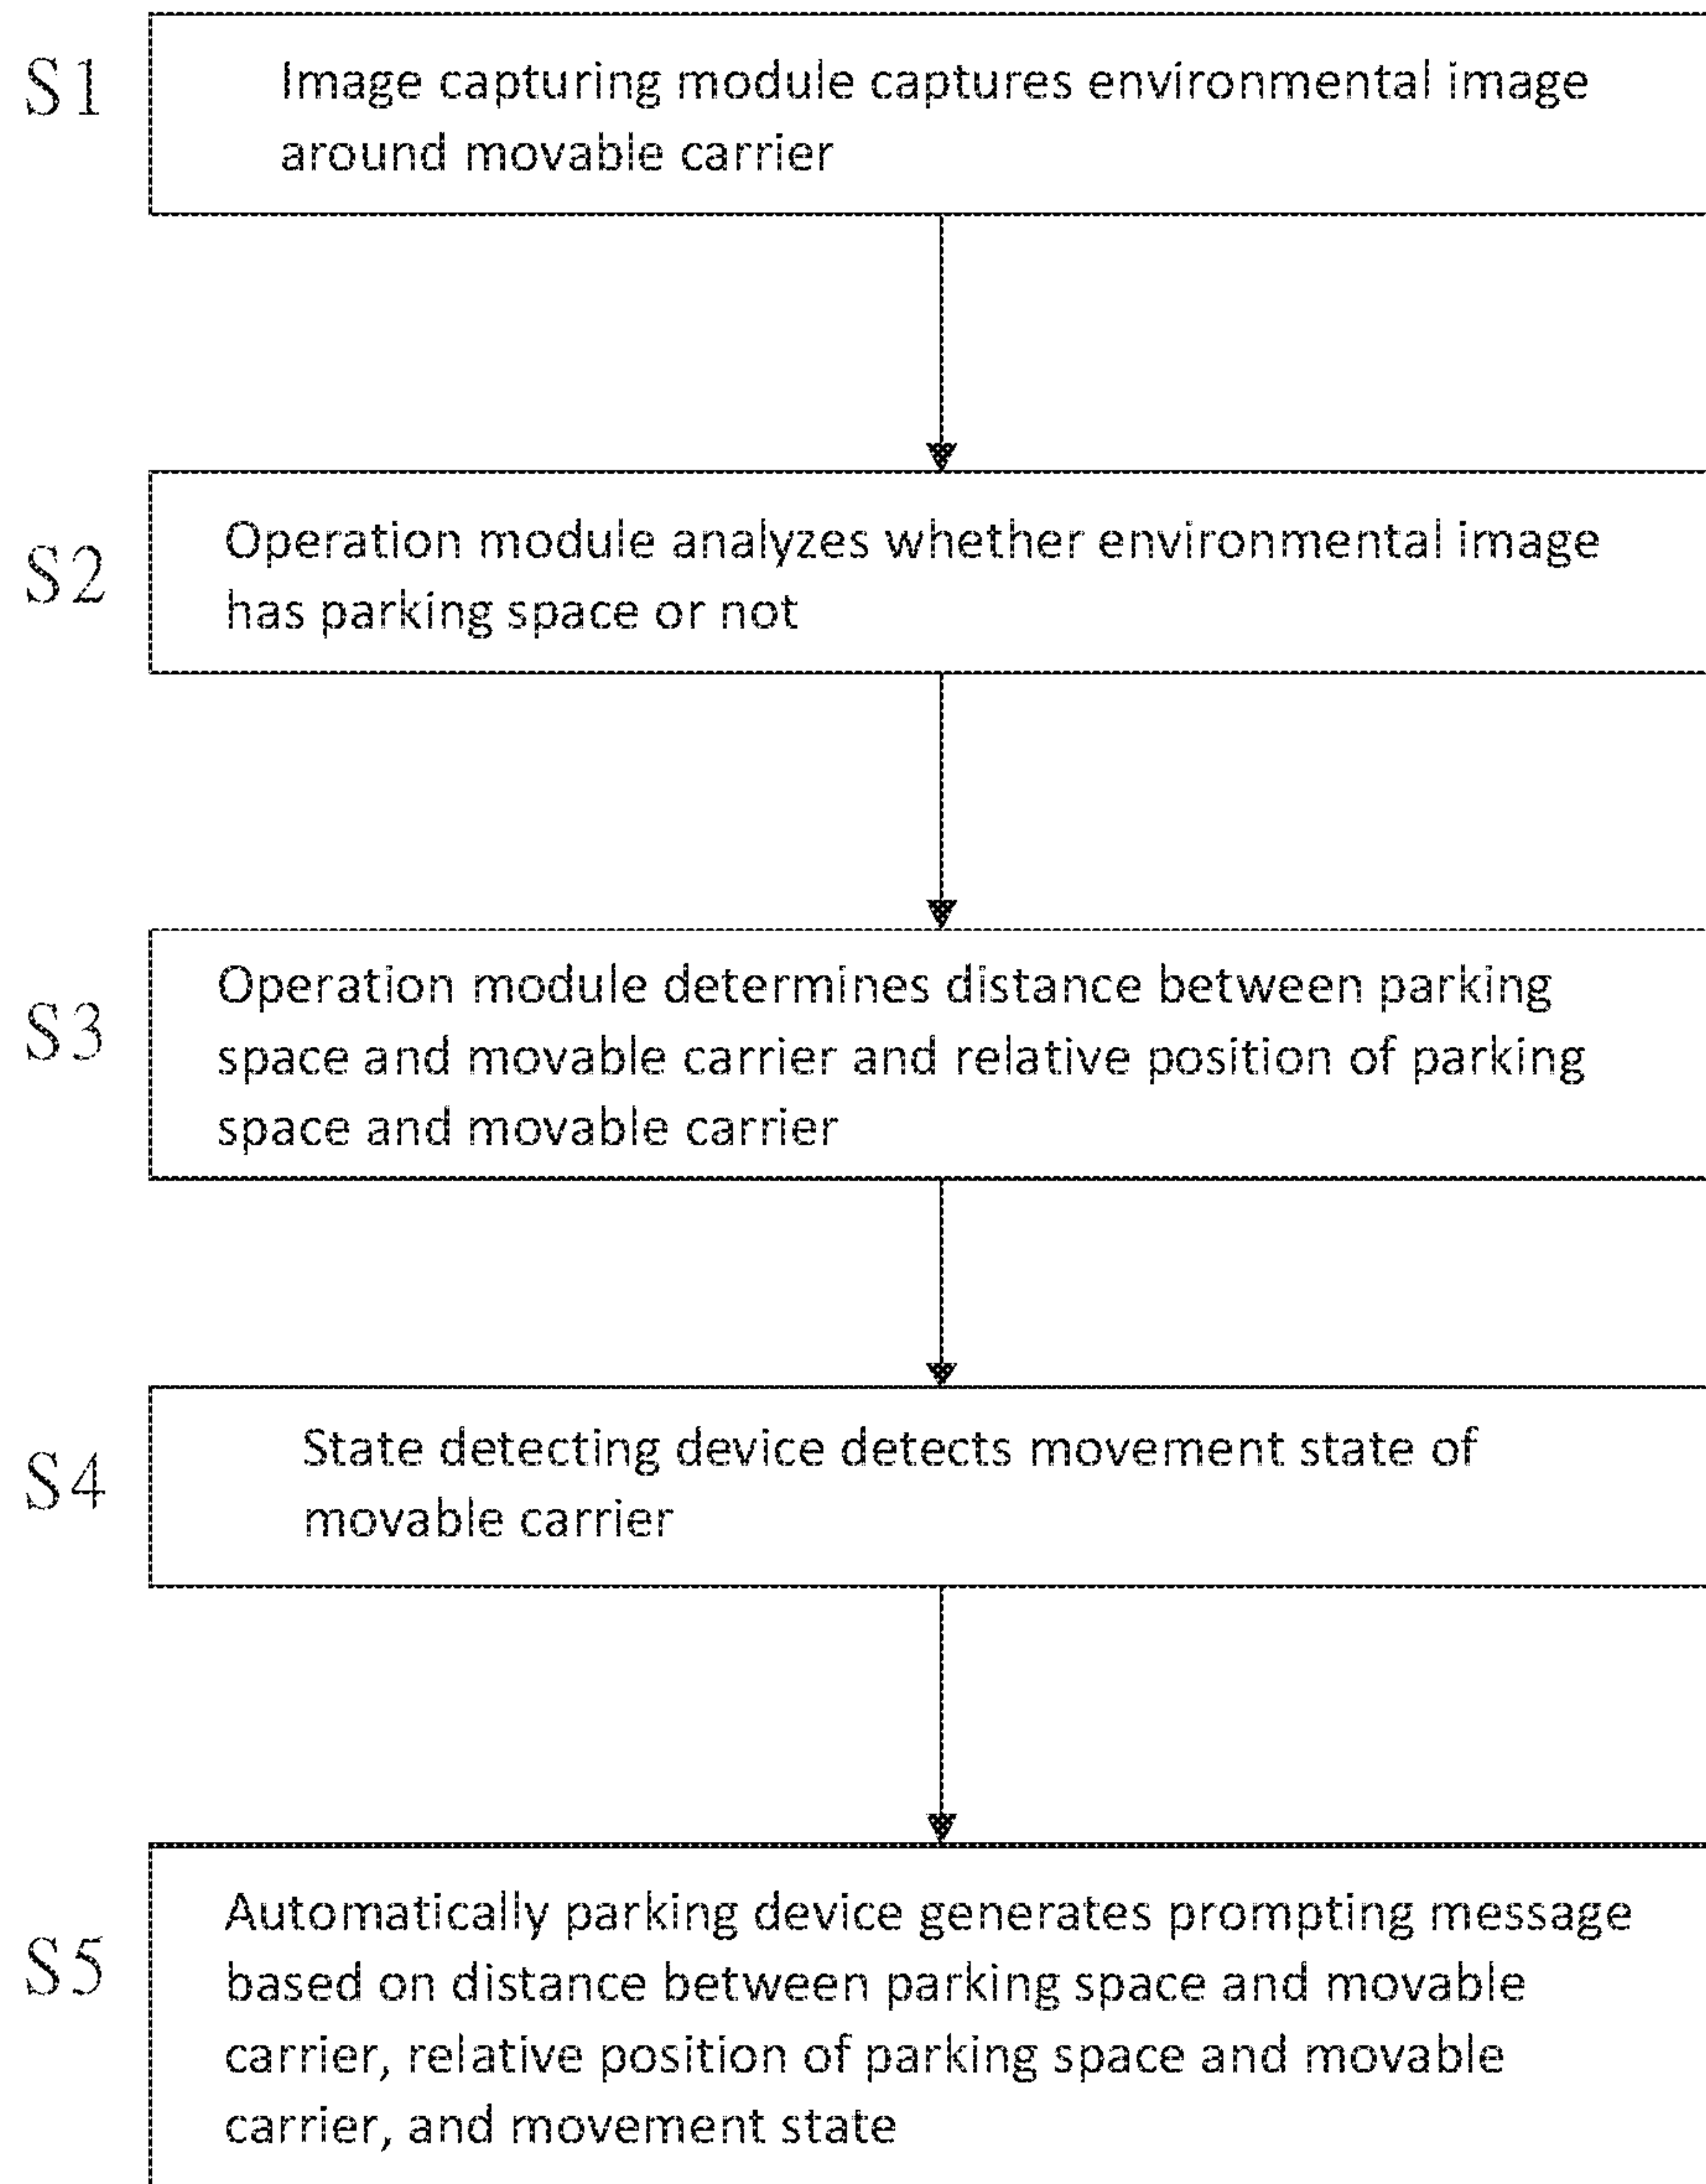 S1
Image capturing module captures environmental image
around movable carrier
S2
Operation module analyzes whether environmental image
has parking space or not
S3
Operation module determines distance between parking
space and movable carrier and relative position of parking
space and movable carrier
S4
State detecting device detects movement state of
movable carrier
S5
Automatically parking device generates prompting message
based on distance between parking space and movable
carrier, relative position of parking space and movable
carrier, and movement state